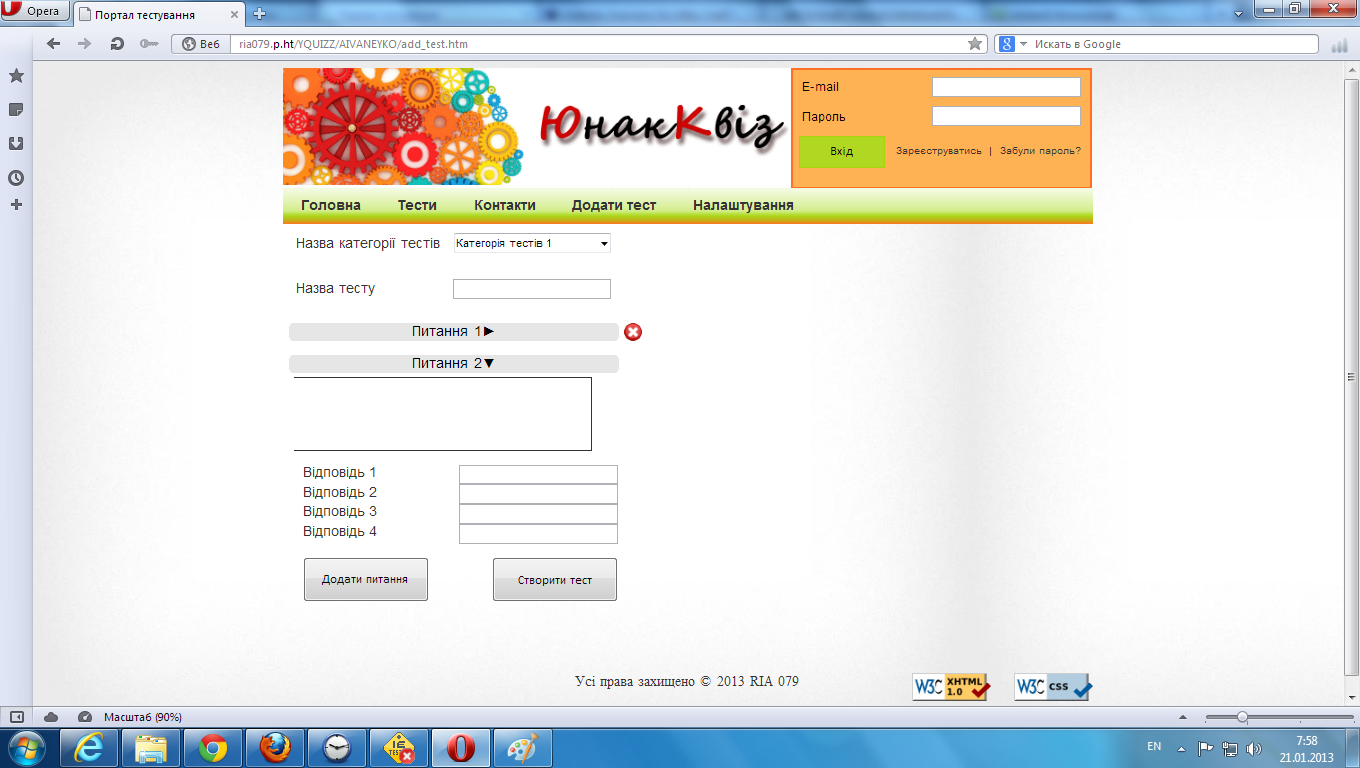 Opera
Портал тестування
Веб
ria079.p.ht/YQUIZZ/AIVANEYKO/add_test.htm
Искать в Google
ЮнакКвіз
E-mail
Пароль
Вхід
Зареєструватись | Забули пароль?
Головна Тести Контакти Додати тест Налаштування
Назва категорії тестів
Категорія тестів 1
Назва тесту
Питання 1►
Питання 2▼
Відповідь 1
Відповідь 2
Відповідь 3
Відповідь 4
Додати питання
Створити тест
Усі права захищено © 2013 RIA 079
W3C XHTML 1.0
W3C css
Масштаб (90%)
IE TEST
EN
7:58
21.01.2013